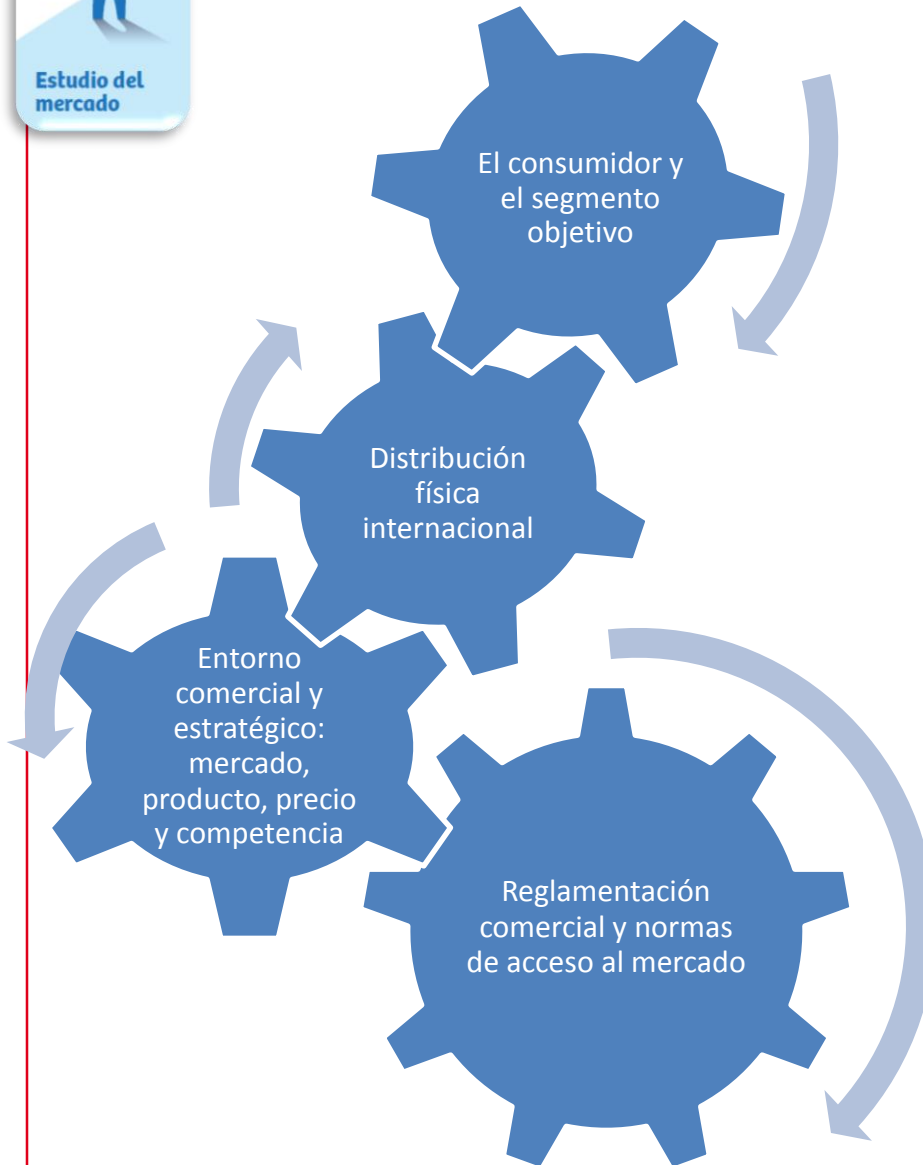 Estudio del
mercado
El consumidor y
el segmento
objetivo
Distribución
física
internacional
Entorno
comercial y
estratégico:
mercado,
producto, precio
y competencia
Reglamentación
comercial y normas
de acceso al mercado